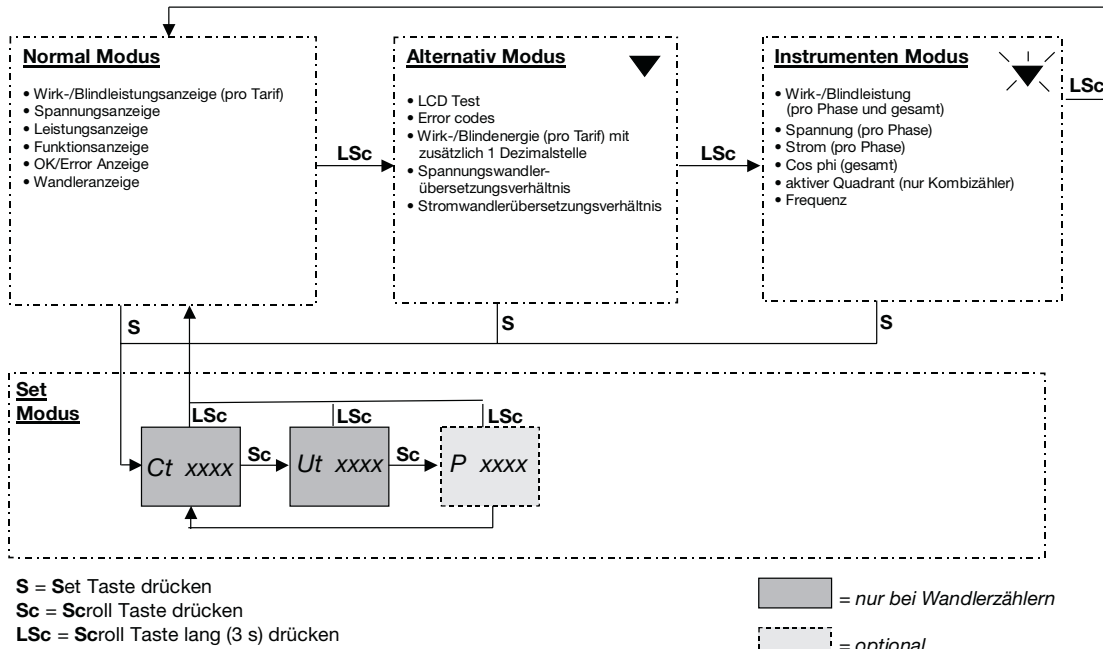 Normal Modus
• Wirk-/Blindleistungsanzeige (pro Tarif)
• Spannungsanzeige
• Leistungsanzeige
• Funktionsanzeige
• OK/Error Anzeige
• Wandleranzeige
LSc
Alternativ Modus
• LCD Test
• Error codes
• Wirk-/Blindenergie (pro Tarif) mit
zusätzlich 1 Dezimalstelle
• Spannungswandler-
übersetzungsverhältnis
• Stromwandlerübersetzungsverhältnis
LSc
Instrumenten Modus
• Wirk-/Blindleistung
(pro Phase und gesamt)
• Spannung (pro Phase)
• Strom (pro Phase)
• Cos phi (gesamt)
• aktiver Quadrant (nur Kombizähler)
• Frequenz
LSc
S
S
S
Set
Modus
LSc
LSc
LSc
Ct xxxx
Sc
Ut xxxx
Sc
P xxxx
S = Set Taste drücken
Sc = Scroll Taste drücken
LSc = Scroll Taste lang (3 s) drücken
= nur bei Wandlerzählern
= optional